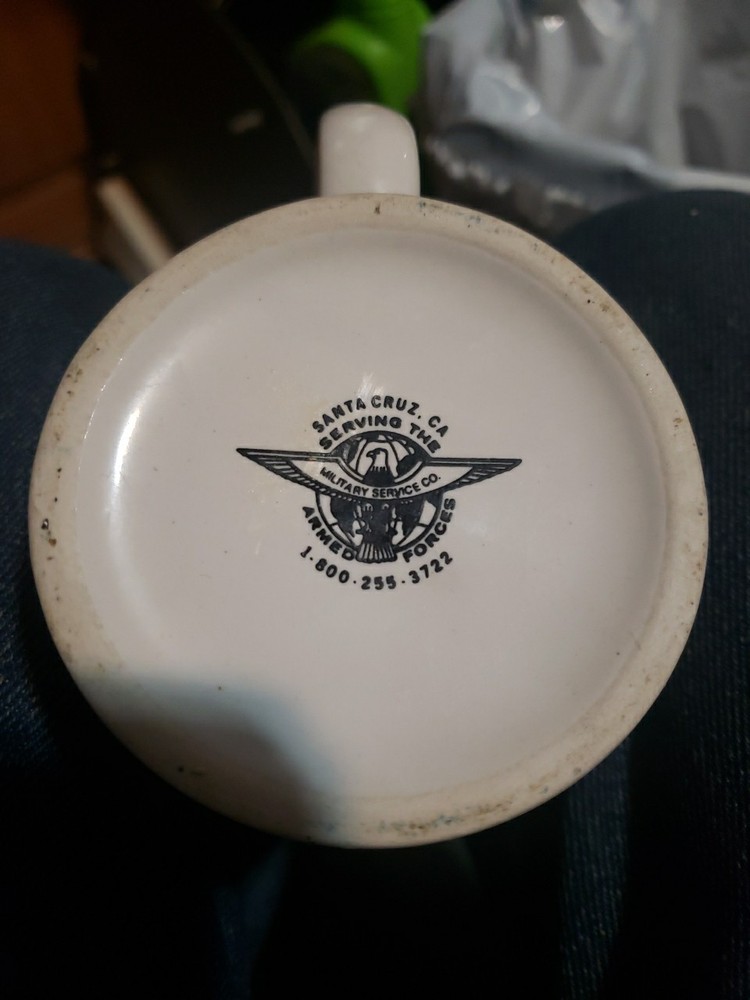 SANTA CRUZ, CA
SERVING THE
MILITARY SERVICE CO.
ARMED FORCES
1·800·255·3722